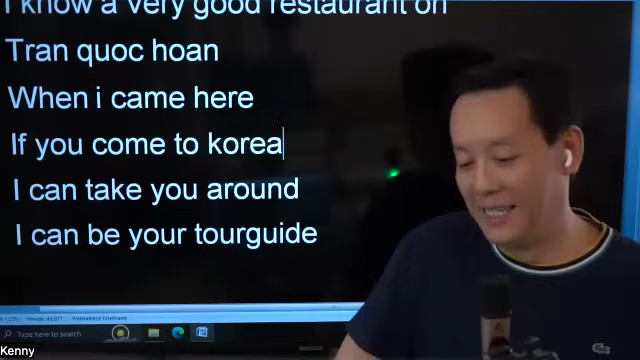 I know a very good restaurant on
Tran quoc hoan
When i came here
If you come to korea
I can take you around
I can be your tourguide
Type here to search
Kenny